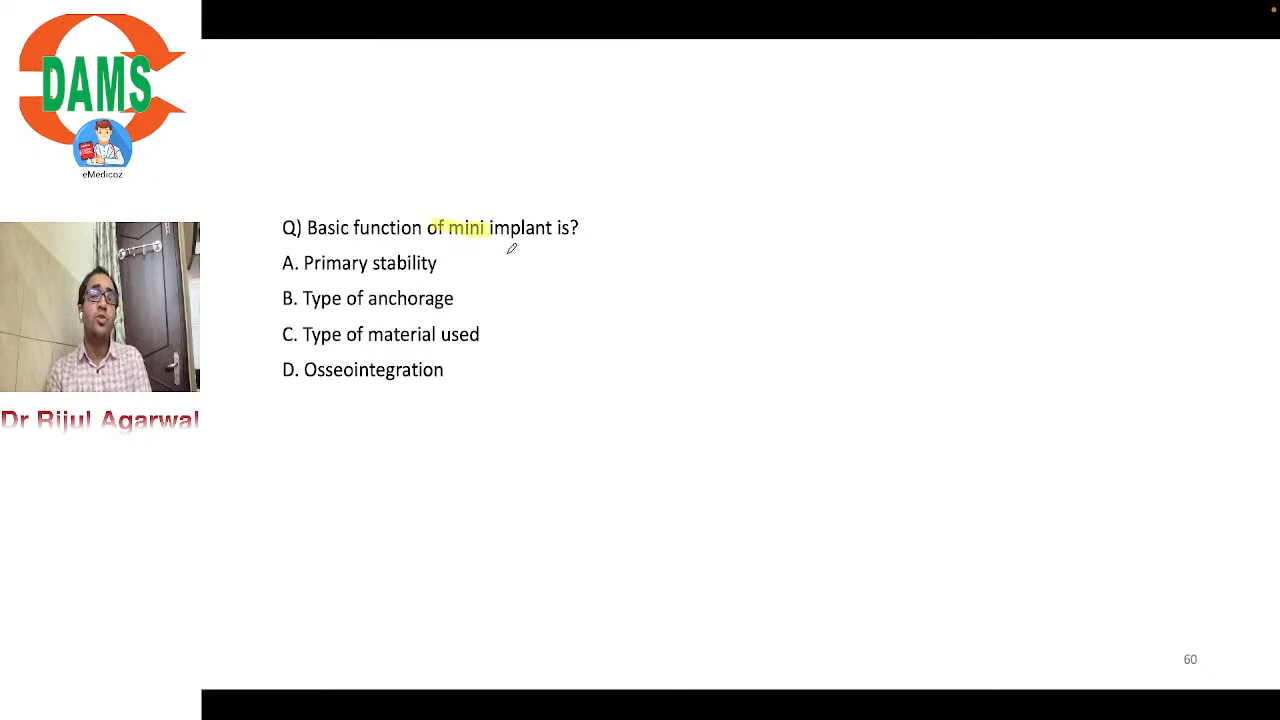 DAMS
eMedicoz
Q) Basic function of mini implant is?
A. Primary stability
B. Type of anchorage
C. Type of material used
D. Osseointegration
Dr Rijul Agarwal
60